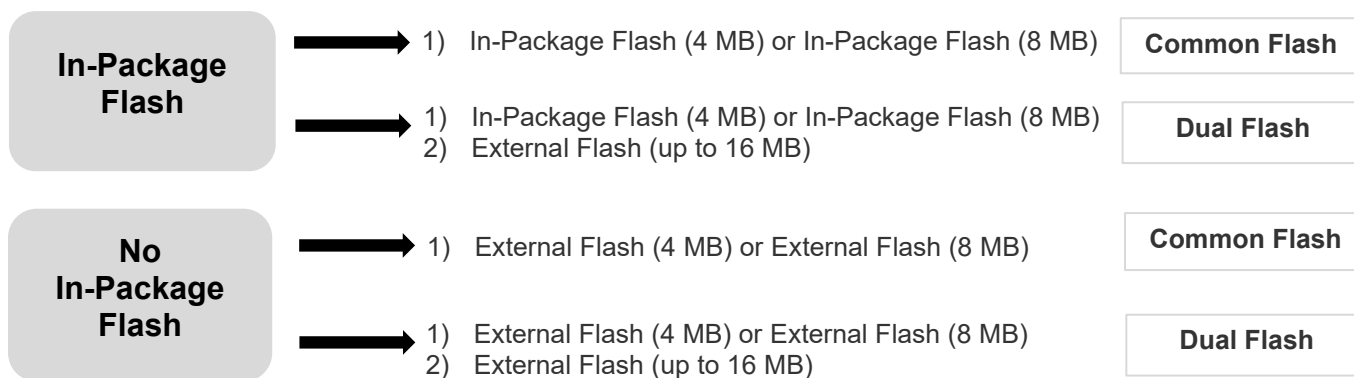 In-Package
Flash
1) In-Package Flash (4 MB) or In-Package Flash (8 MB)
Common Flash
1) In-Package Flash (4 MB) or In-Package Flash (8 MB)
2) External Flash (up to 16 MB)
Dual Flash
No
In-Package
Flash
1) External Flash (4 MB) or External Flash (8 MB)
Common Flash
1) External Flash (4 MB) or External Flash (8 MB)
2) External Flash (up to 16 MB)
Dual Flash